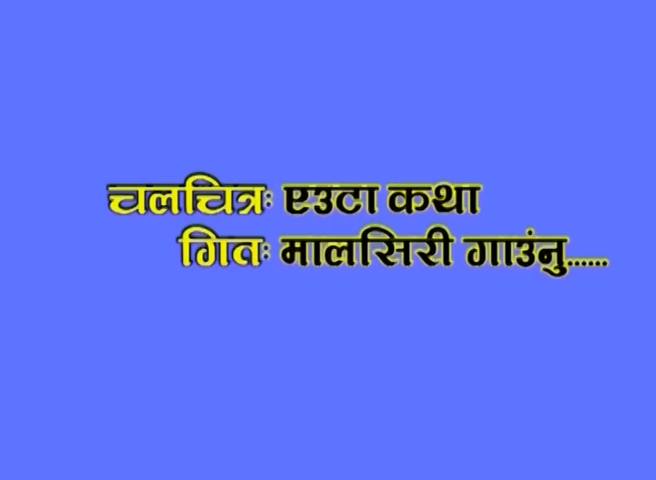 चलचित्रः एउटा कथा
गितः मालसिरी गाउंनु......